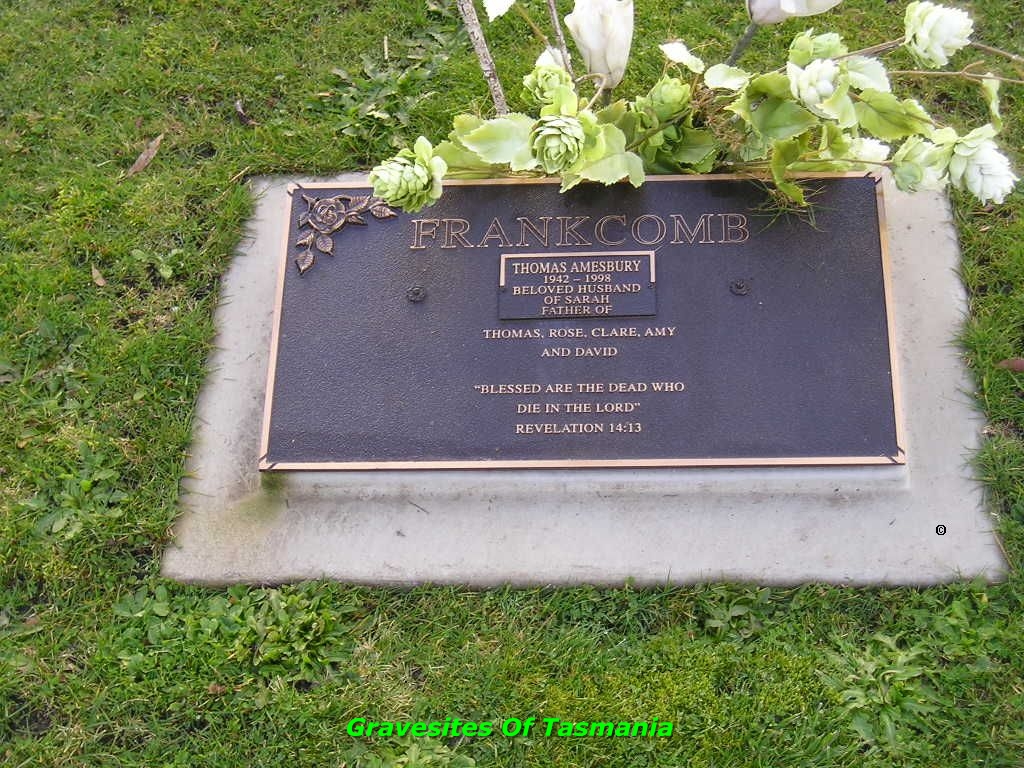 FRANKCOMB
THOMAS AMESBURY
1942 – 1998
BELOVED HUSBAND
OF SARAH
FATHER OF
THOMAS, ROSE, CLARE, AMY
AND DAVID
“BLESSED ARE THE DEAD WHO
DIE IN THE LORD”
REVELATION 14:13
©
Gravesites Of Tasmania